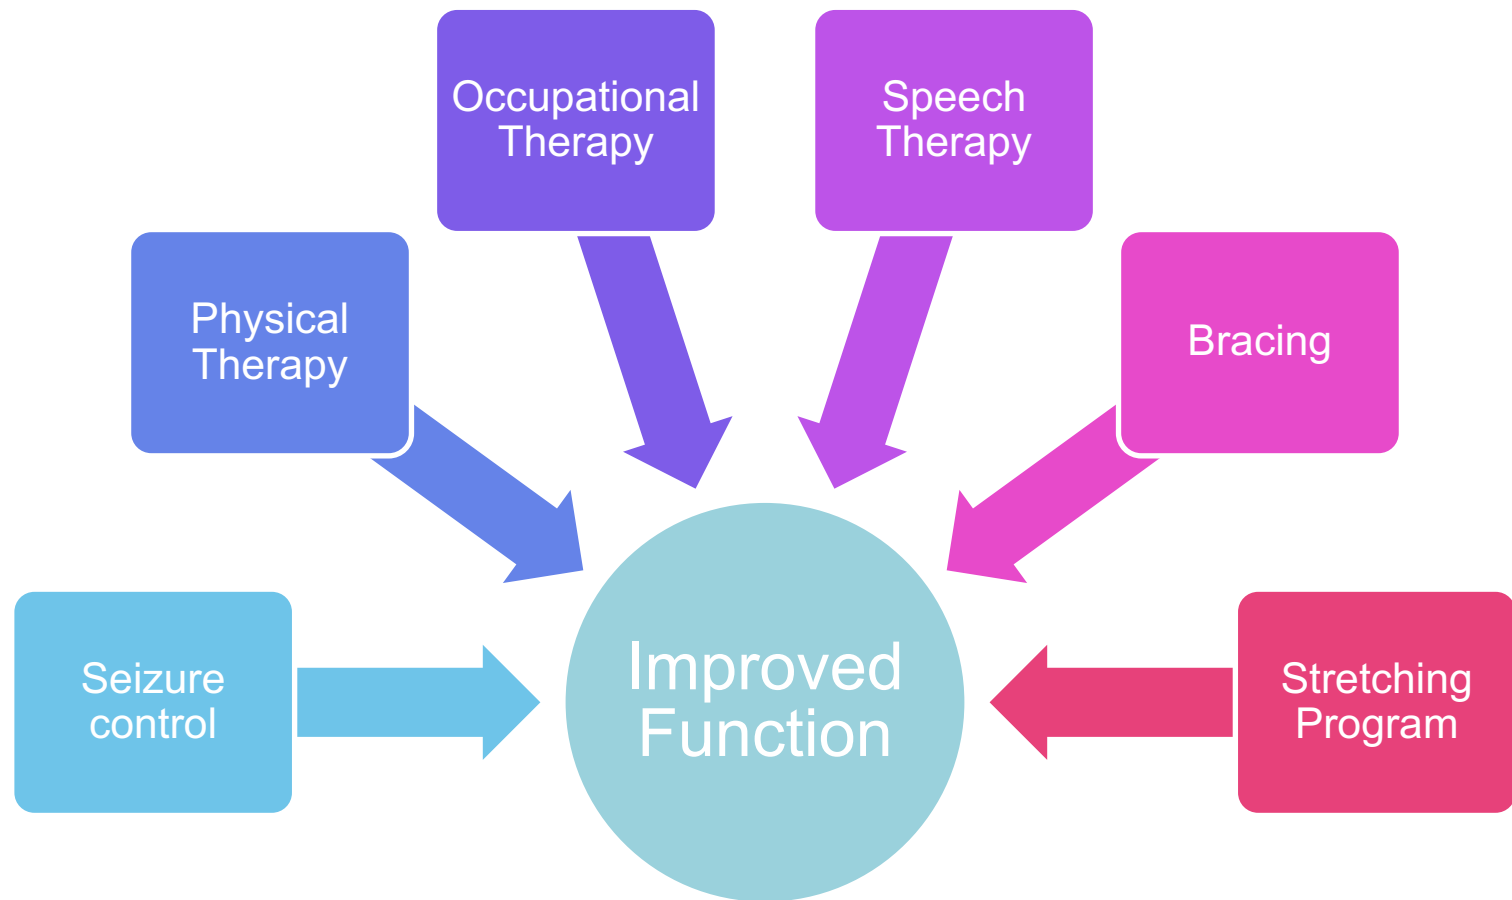 Occupational
Therapy
Speech
Therapy
Physical
Therapy
Bracing
Seizure
control
Improved
Function
Stretching
Program